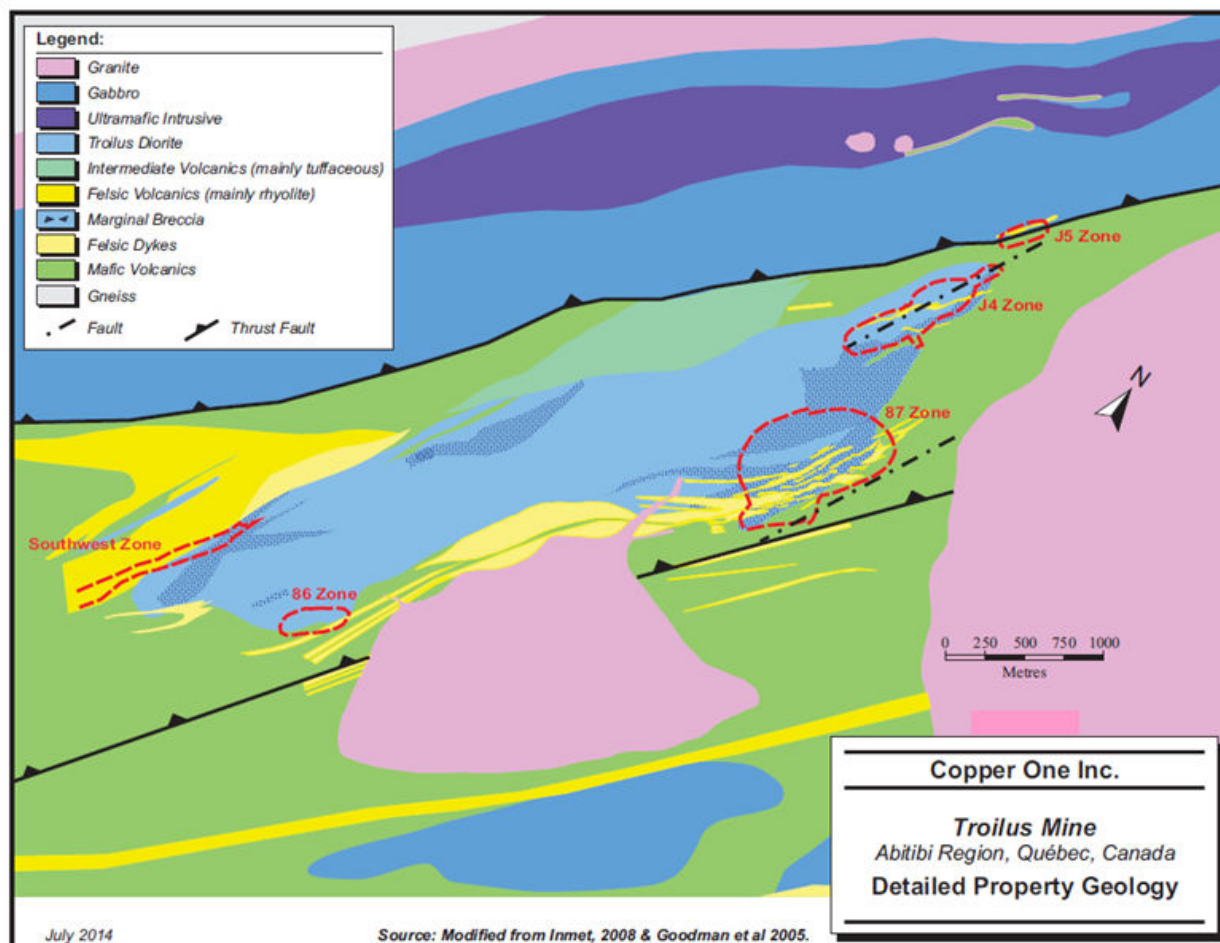 Legend:
Granite
Gabbro
Ultramafic Intrusive
Troilus Diorite
Intermediate Volcanics (mainly tuffaceous)
Felsic Volcanics (mainly rhyolite)
Marginal Breccia
Felsic Dykes
Mafic Volcanics
Gneiss
Fault Thrust Fault
J5 Zone
J4 Zone
N
87 Zone
Southwest Zone
86 Zone
0 250 500 750 1000
Metres
Copper One Inc.
Troilus Mine
Abitibi Region, Québec, Canada
Detailed Property Geology
July 2014 Source: Modified from Inmet, 2008 & Goodman et al 2005.